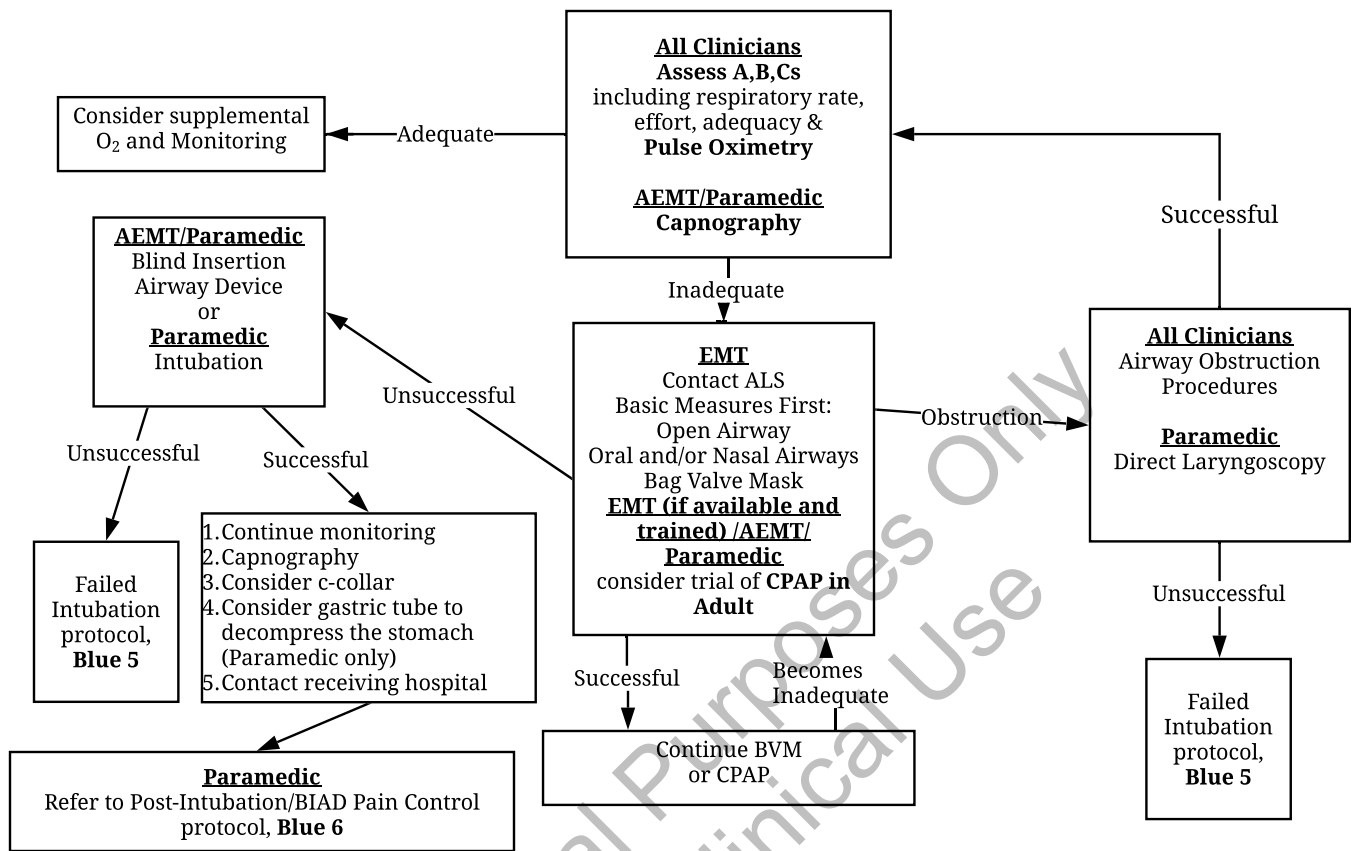 All Clinicians
Assess A,B,Cs
including respiratory rate,
effort, adequacy &
Pulse Oximetry
AEMT/Paramedic
Capnography
Adequate
Consider supplemental
O₂ and Monitoring
Successful
Inadequate
AEMT/Paramedic
Blind Insertion
Airway Device
or
Paramedic
Intubation
Unsuccessful
EMT
Contact ALS
Basic Measures First:
Open Airway
Oral and/or Nasal Airways
Bag Valve Mask
EMT (if available and
trained) /AEMT/
Paramedic
consider trial of CPAP in
Adult
Obstruction
All Clinicians
Airway Obstruction
Procedures
Paramedic
Direct Laryngoscopy
Unsuccessful
Successful
Failed
Intubation
protocol,
Blue 5
1. Continue monitoring
2. Capnography
3. Consider c-collar
4. Consider gastric tube to
decompress the stomach
(Paramedic only)
5. Contact receiving hospital
Successful
Becomes
Inadequate
Unsuccessful
Continue BVM
or CPAP
Failed
Intubation
protocol,
Blue 5
Paramedic
Refer to Post-Intubation/BIAD Pain Control
protocol, Blue 6
Purposes Only
Use